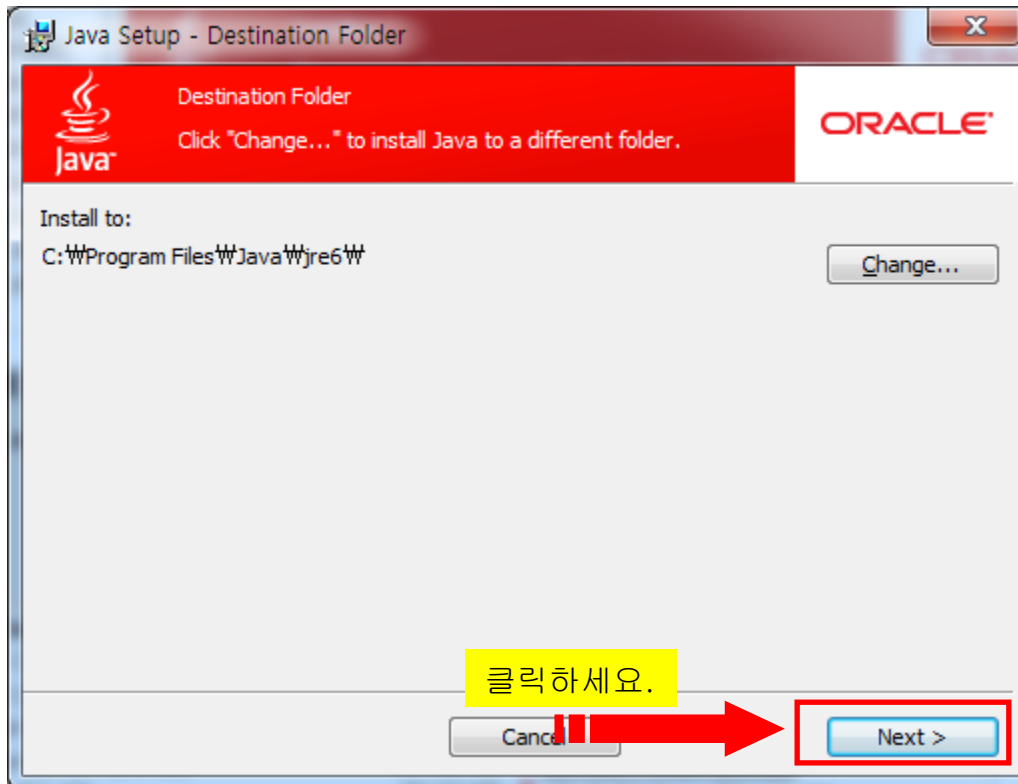 Java Setup - Destination Folder
Destination Folder
Click "Change..." to install Java to a different folder.
Java
ORACLE
Install to:
C:₩Program Files₩Java₩jre6₩
Change...
클릭하세요.
Cancel
Next >